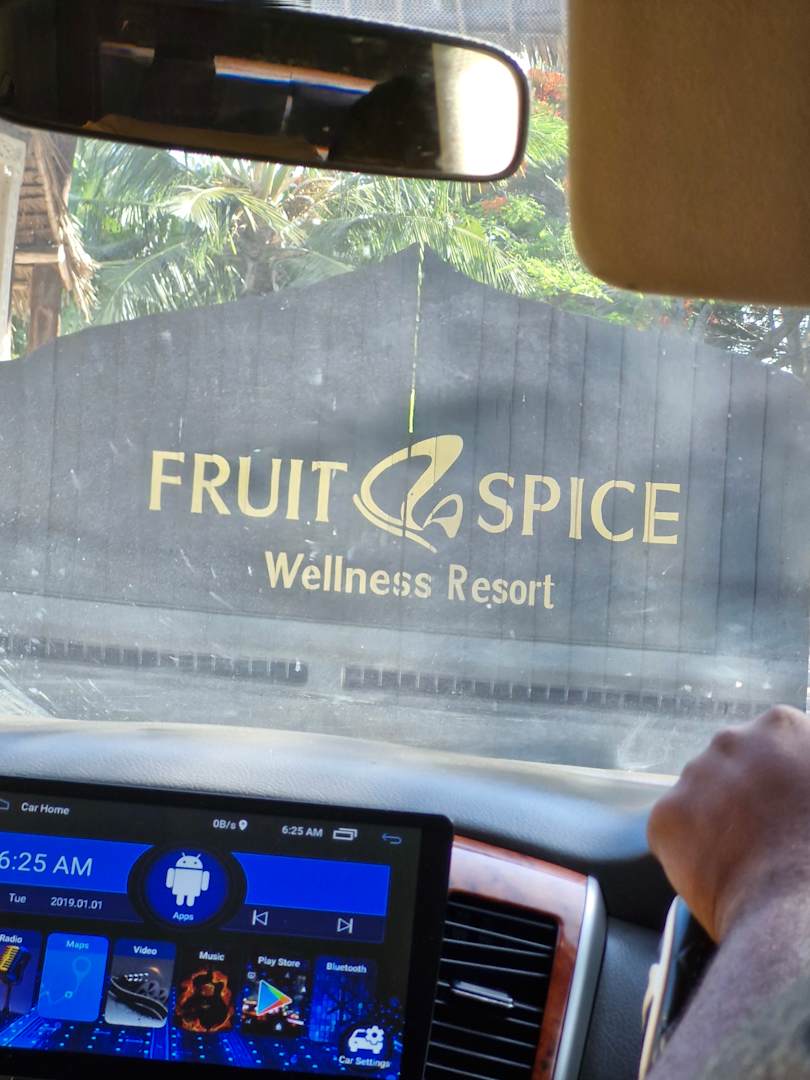 FRUIT & SPICE
Wellness Resort
Car Home
0B/s 6:25 AM
6:25 AM
Tue 2019.01.01
Apps
Radio Maps Video Music Play Store Bluetooth
Car Settings